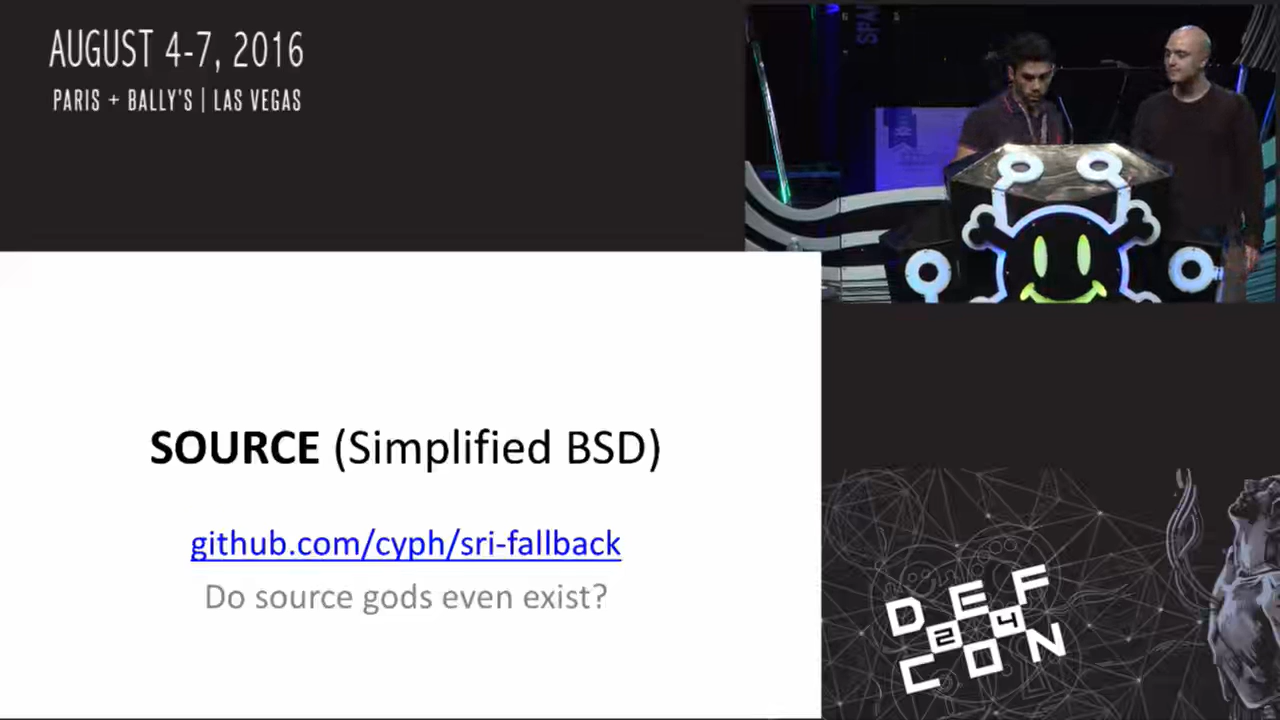 AUGUST 4-7, 2016
PARIS + BALLY'S | LAS VEGAS
SOURCE (Simplified BSD)
github.com/cyph/sri-fallback
Do source gods even exist?
DEF
24
CON